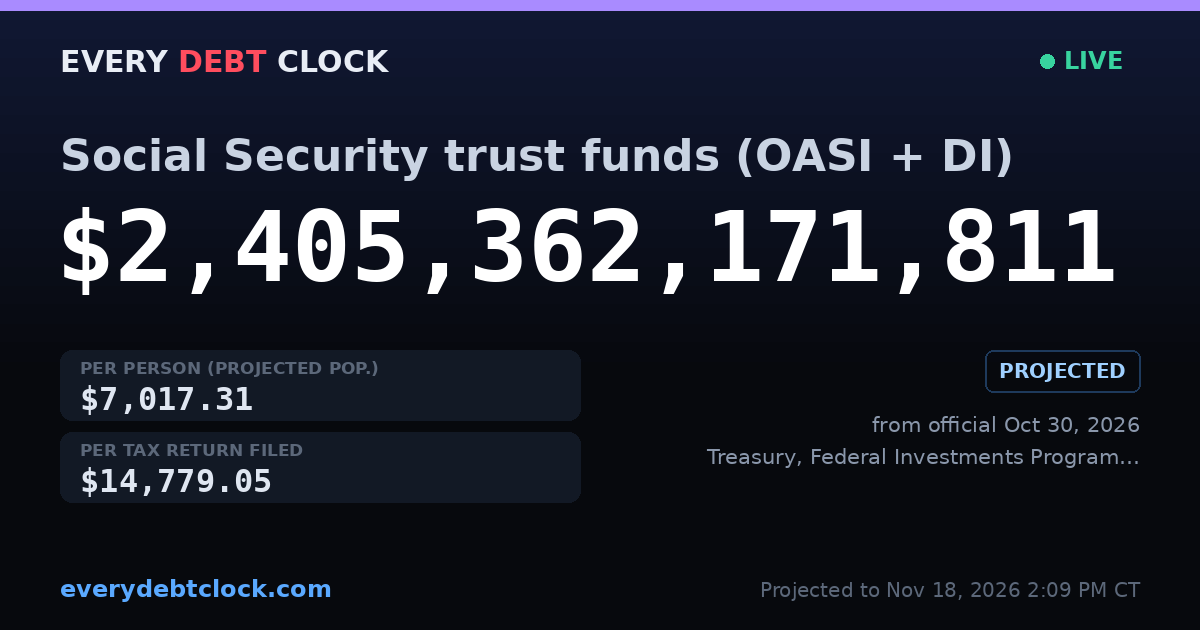 EVERY DEBT CLOCK
LIVE
Social Security trust funds (OASI + DI)
$2,405,362,171,811
PER PERSON (PROJECTED POP.)
$7,017.31
PER TAX RETURN FILED
$14,779.05
PROJECTED
from official Oct 30, 2026
Treasury, Federal Investments Program…
everydebtclock.com
Projected to Nov 18, 2026 2:09 PM CT